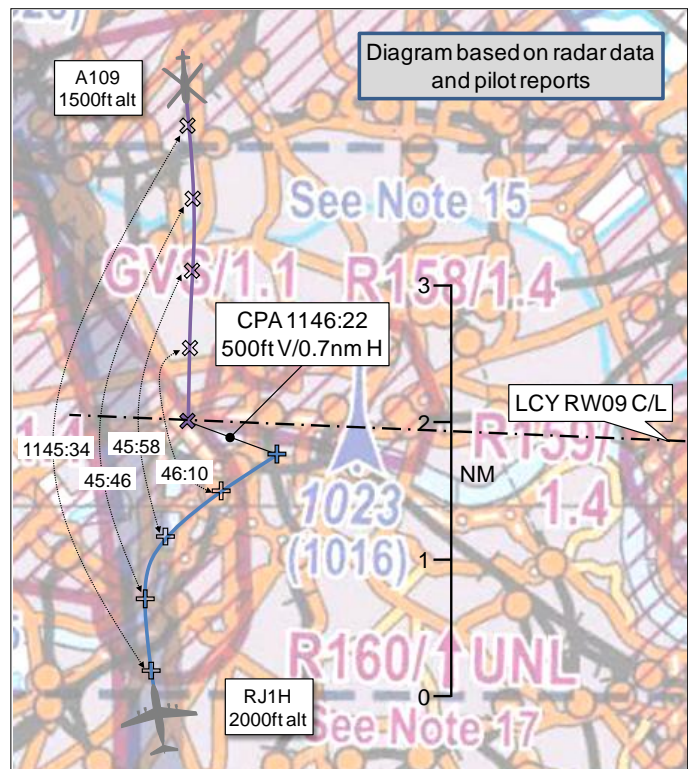 A109
1500ft alt
Diagram based on radar data
and pilot reports
See Note 15
GVS/1.1
R158/1.4
3
CPA 1146:22
500ft V/0.7nm H
LCY RW09 C/L
2
1.4
R159/
1.4
1145:34
45:46
45:58
46:10
NM
1023
(1016)
1
R160/ UNL
RJ1H
2000ft alt
0
See Note 17